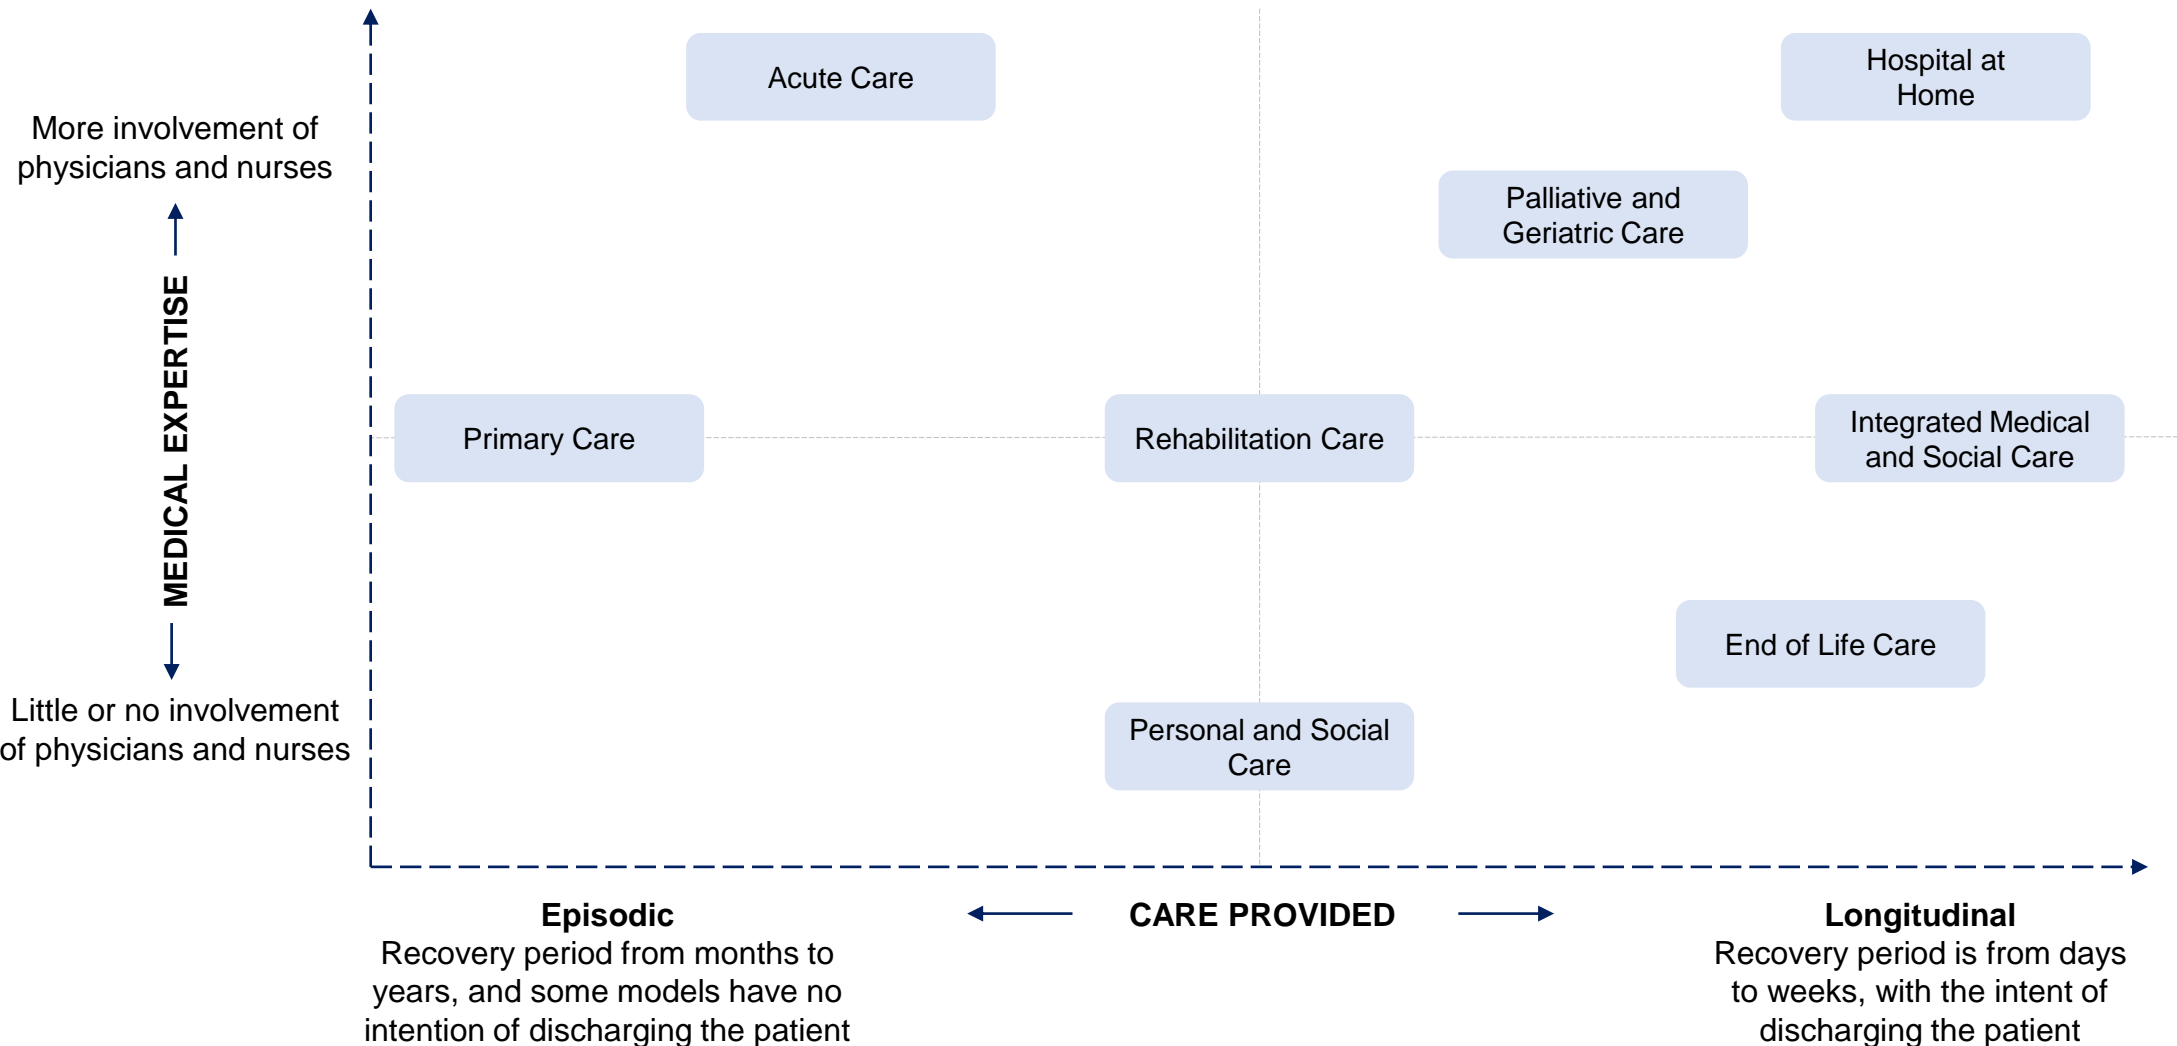 Acute Care
Hospital at
Home
More involvement of
physicians and nurses
Palliative and
Geriatric Care
MEDICAL EXPERTISE
Primary Care
Rehabilitation Care
Integrated Medical
and Social Care
End of Life Care
Little or no involvement
of physicians and nurses
Personal and Social
Care
Episodic
Recovery period from months to
years, and some models have no
intention of discharging the patient
CARE PROVIDED
Longitudinal
Recovery period is from days
to weeks, with the intent of
discharging the patient